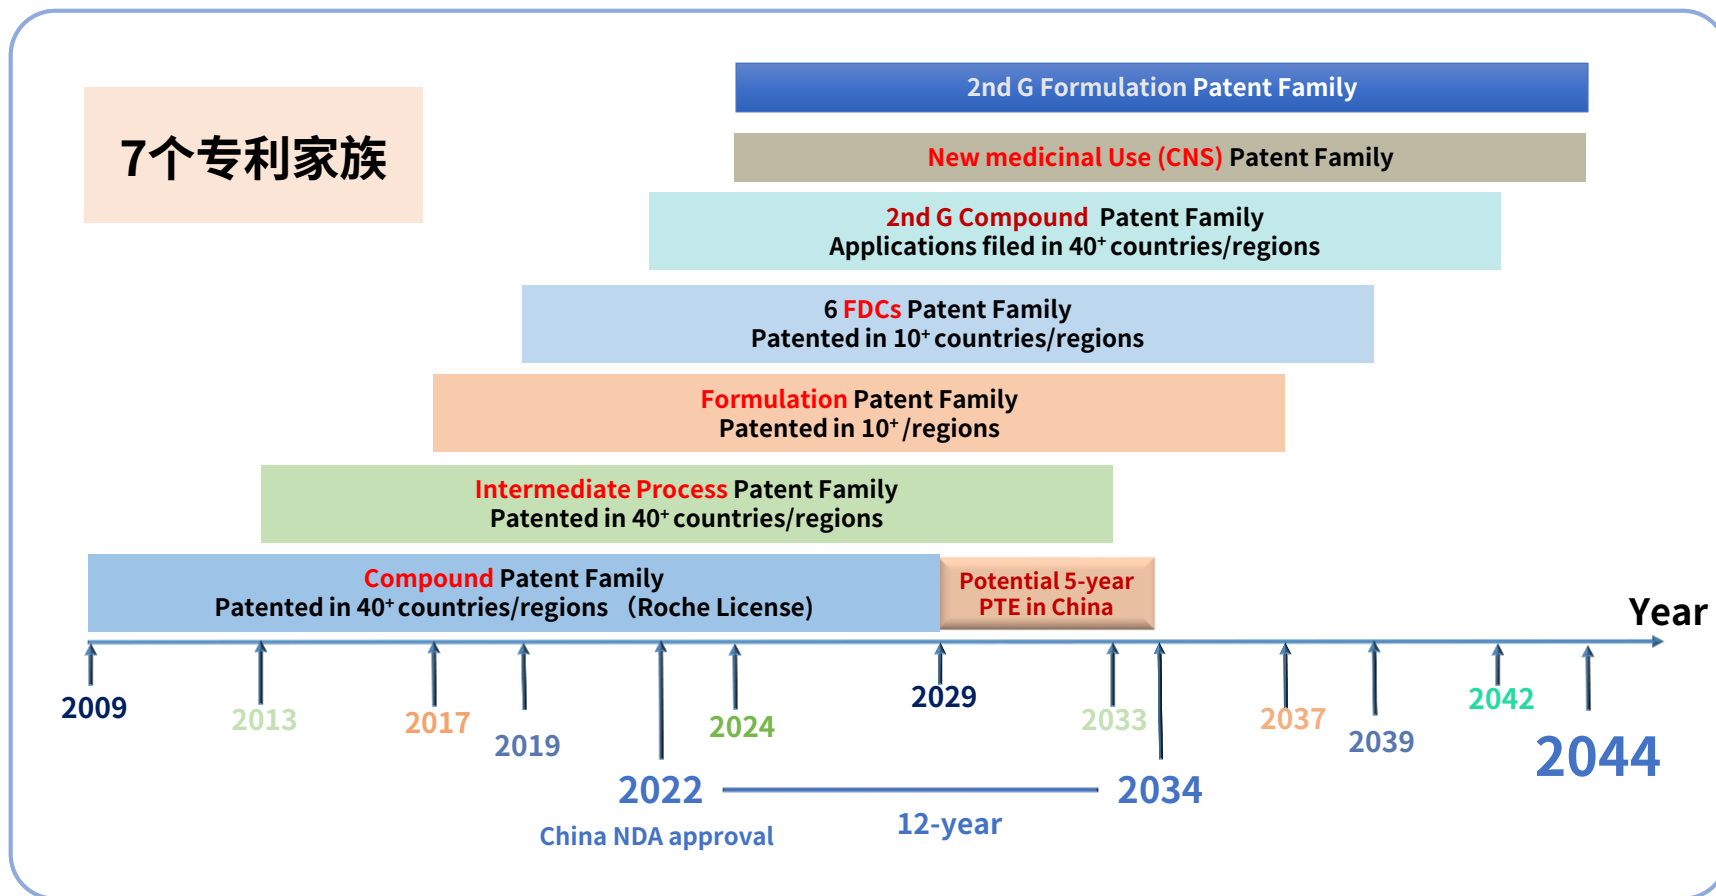 7个专利家族
2nd G Formulation Patent Family
New medicinal Use (CNS) Patent Family
2nd G Compound Patent Family
Applications filed in 40⁺ countries/regions
6 FDCs Patent Family
Patented in 10⁺ countries/regions
Formulation Patent Family
Patented in 10⁺ /regions
Intermediate Process Patent Family
Patented in 40⁺ countries/regions
Compound Patent Family
Patented in 40⁺ countries/regions （Roche License)
Potential 5-year
PTE in China
Year
2009
2013
2017
2019
2022
2024
2029
2033
2034
2037
2039
2042
2044
12-year
China NDA approval